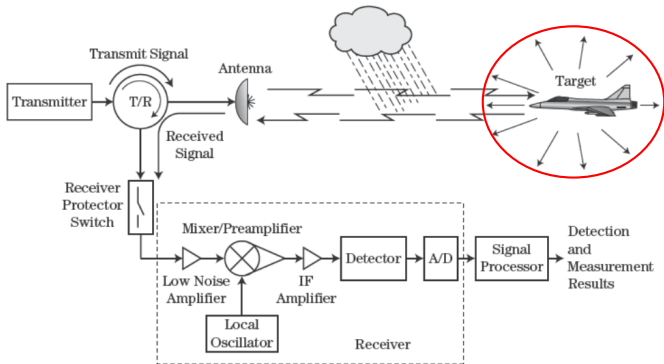 Transmit Signal
Antenna
Target
Transmitter
T/R
Received
Signal
Receiver
Protector
Switch
Mixer/Preamplifier
Detector
A/D
Signal
Processor
Detection
and
Measurement
Results
Low Noise
Amplifier
IF
Amplifier
Local
Oscillator
Receiver